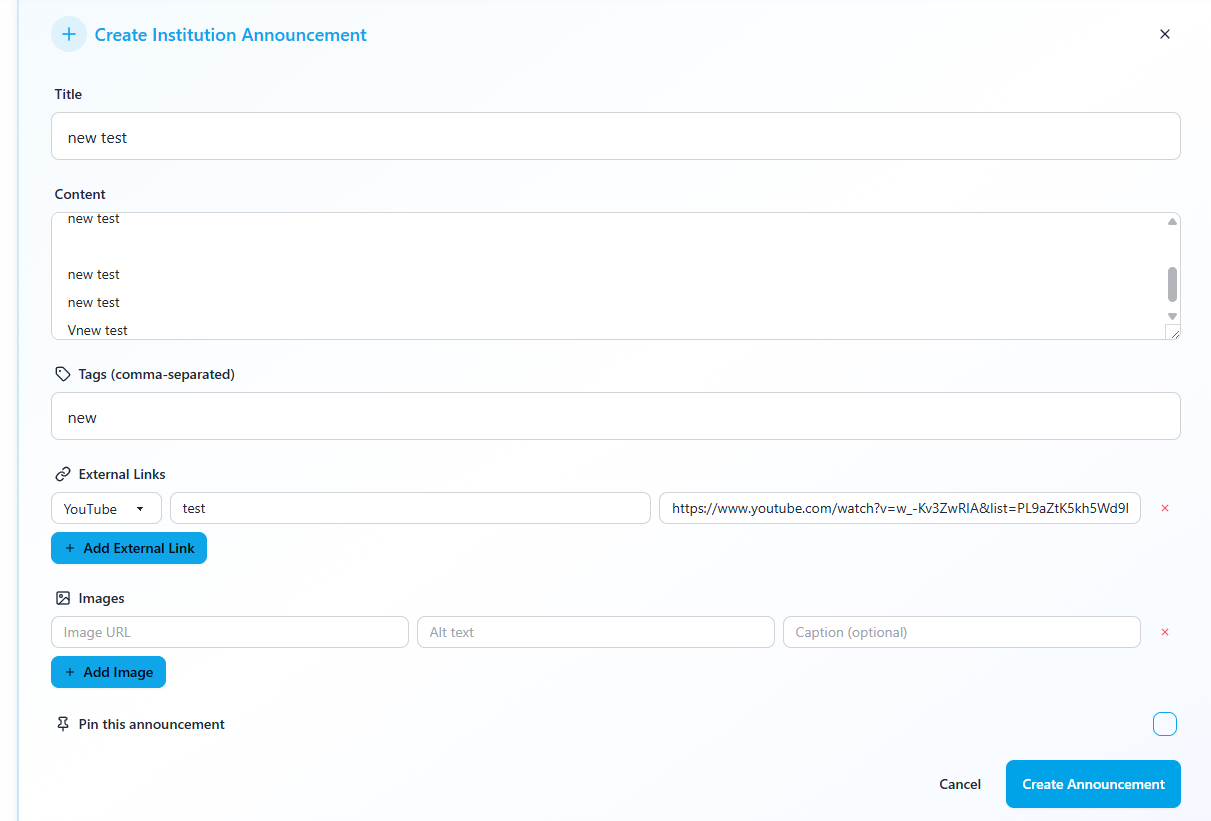 Create Institution Announcement
Title
new test
Content
new test
new test
new test
Vnew test
Tags (comma-separated)
new
External Links
YouTube test https://www.youtube.com/watch?v=w_-Kv3ZwRIA&list=PL9aZtK5kh5Wd9I
+ Add External Link
Images
Image URL Alt text Caption (optional)
+ Add Image
Pin this announcement
Cancel Create Announcement